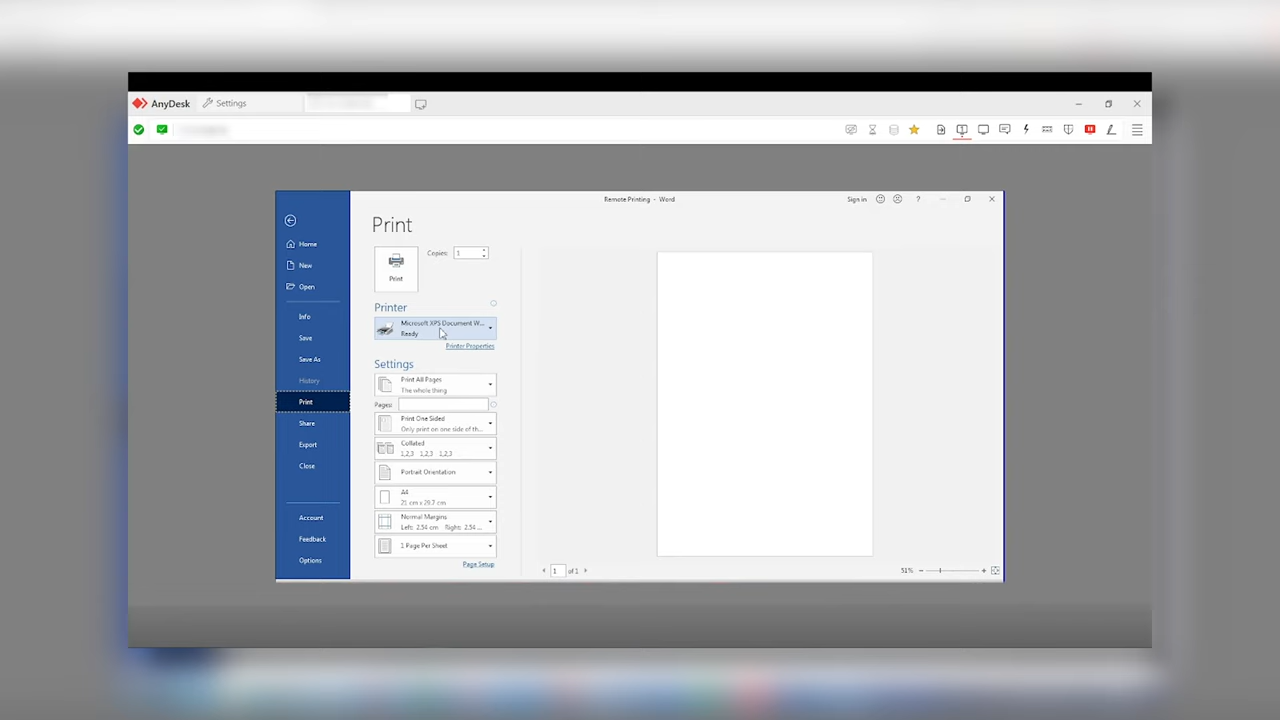 AnyDesk
Settings
Remote Printing - Word
Sign in
?
Print
Home
New
Open
Info
Save
Save As
History
Print
Share
Export
Close
Account
Feedback
Options
Copies: 1
Print
Printer
Microsoft XPS Document W...
Ready
Printer Properties
Settings
Print All Pages
The whole thing
Pages:
Print One Sided
Only print on one side of th...
Collated
1,2,3 1,2,3 1,2,3
Portrait Orientation
A4
21 cm x 29.7 cm
Normal Margins
Left: 2.54 cm Right: 2.54 ...
1 Page Per Sheet
Page Setup
1 of 1
51%